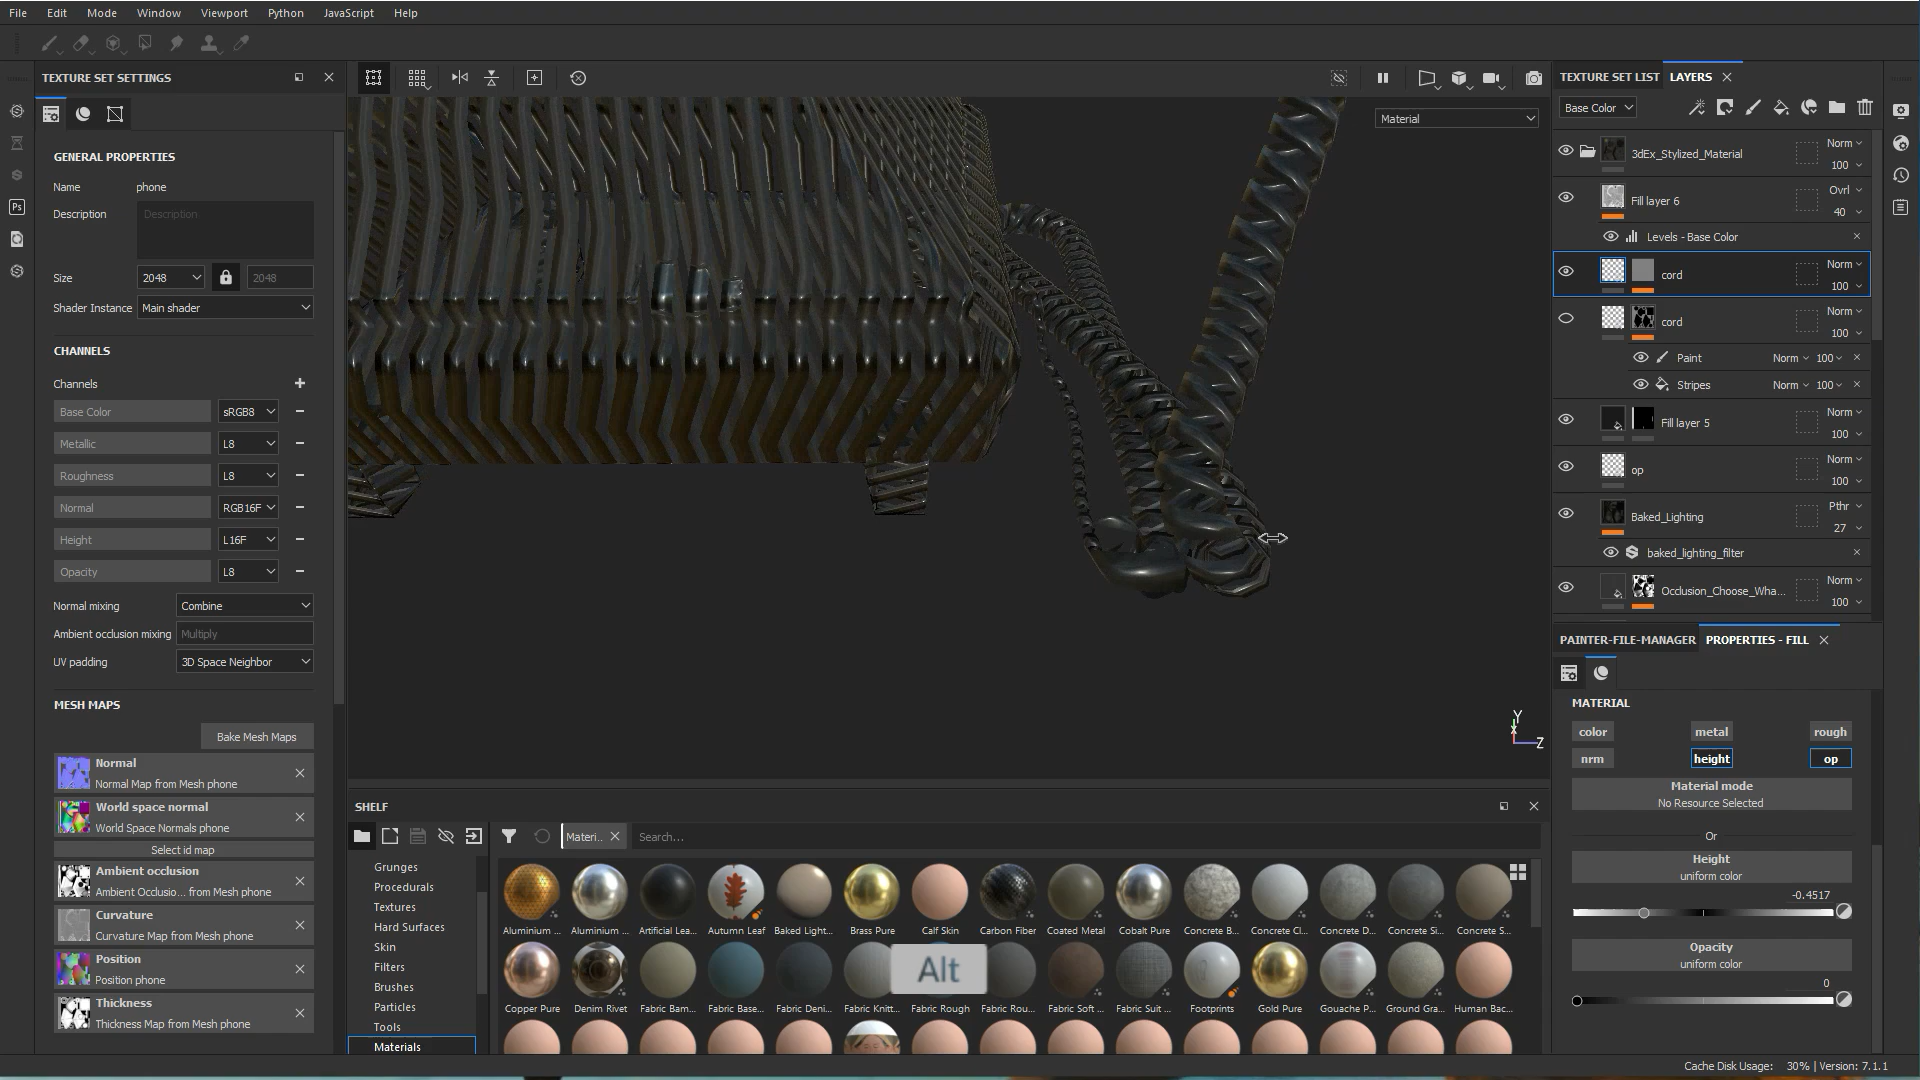 File Edit Mode Window Viewport Python JavaScript Help
TEXTURE SET SETTINGS
GENERAL PROPERTIES
Name phone
Description Description
Size 2048 2048
Shader Instance Main shader
CHANNELS
Channels
Base Color sRGB8
Metallic L8
Roughness L8
Normal RGB16F
Height L16F
Opacity L8
Normal mixing Combine
Ambient occlusion mixing Multiply
UV padding 3D Space Neighbor
MESH MAPS
Bake Mesh Maps
Normal
Normal Map from Mesh phone
World space normal
World Space Normals phone
Select id map
Ambient occlusion
Ambient Occlusio... from Mesh phone
Curvature
Curvature Map from Mesh phone
Position
Position phone
Thickness
Thickness Map from Mesh phone
Ps
Material
Y
Z
SHELF
Materi...
Search...
Grunges
Procedurals
Textures
Hard Surfaces
Skin
Filters
Brushes
Particles
Tools
Materials
Aluminium ... Aluminium ... Artificial Lea... Autumn Leaf Baked Light... Brass Pure Calf Skin Carbon Fiber Coated Metal Cobalt Pure Concrete B... Concrete Cl... Concrete D... Concrete Si... Concrete S...
Alt
Copper Pure Denim Rivet Fabric Bam... Fabric Base... Fabric Deni... Fabric Knitt... Fabric Rough Fabric Rou... Fabric Soft ... Fabric Suit ... Footprints Gold Pure Gouache P... Ground Gra... Human Bac...
TEXTURE SET LIST LAYERS
Base Color
3dEx_Stylized_Material Norm
100
Fill layer 6 Ovrl
40
Levels - Base Color
cord Norm
100
cord Norm
100
Paint Norm 100
Stripes Norm 100
Fill layer 5 Norm
100
op Norm
100
Baked_Lighting Pthr
27
baked_lighting_filter
Occlusion_Choose_Wha... Norm
100
PAINTER-FILE-MANAGER PROPERTIES - FILL
MATERIAL
color metal rough
nrm height op
Material mode
No Resource Selected
Or
Height
uniform color
-0.4517
Opacity
uniform color
0
Cache Disk Usage: 30% | Version: 7.1.1